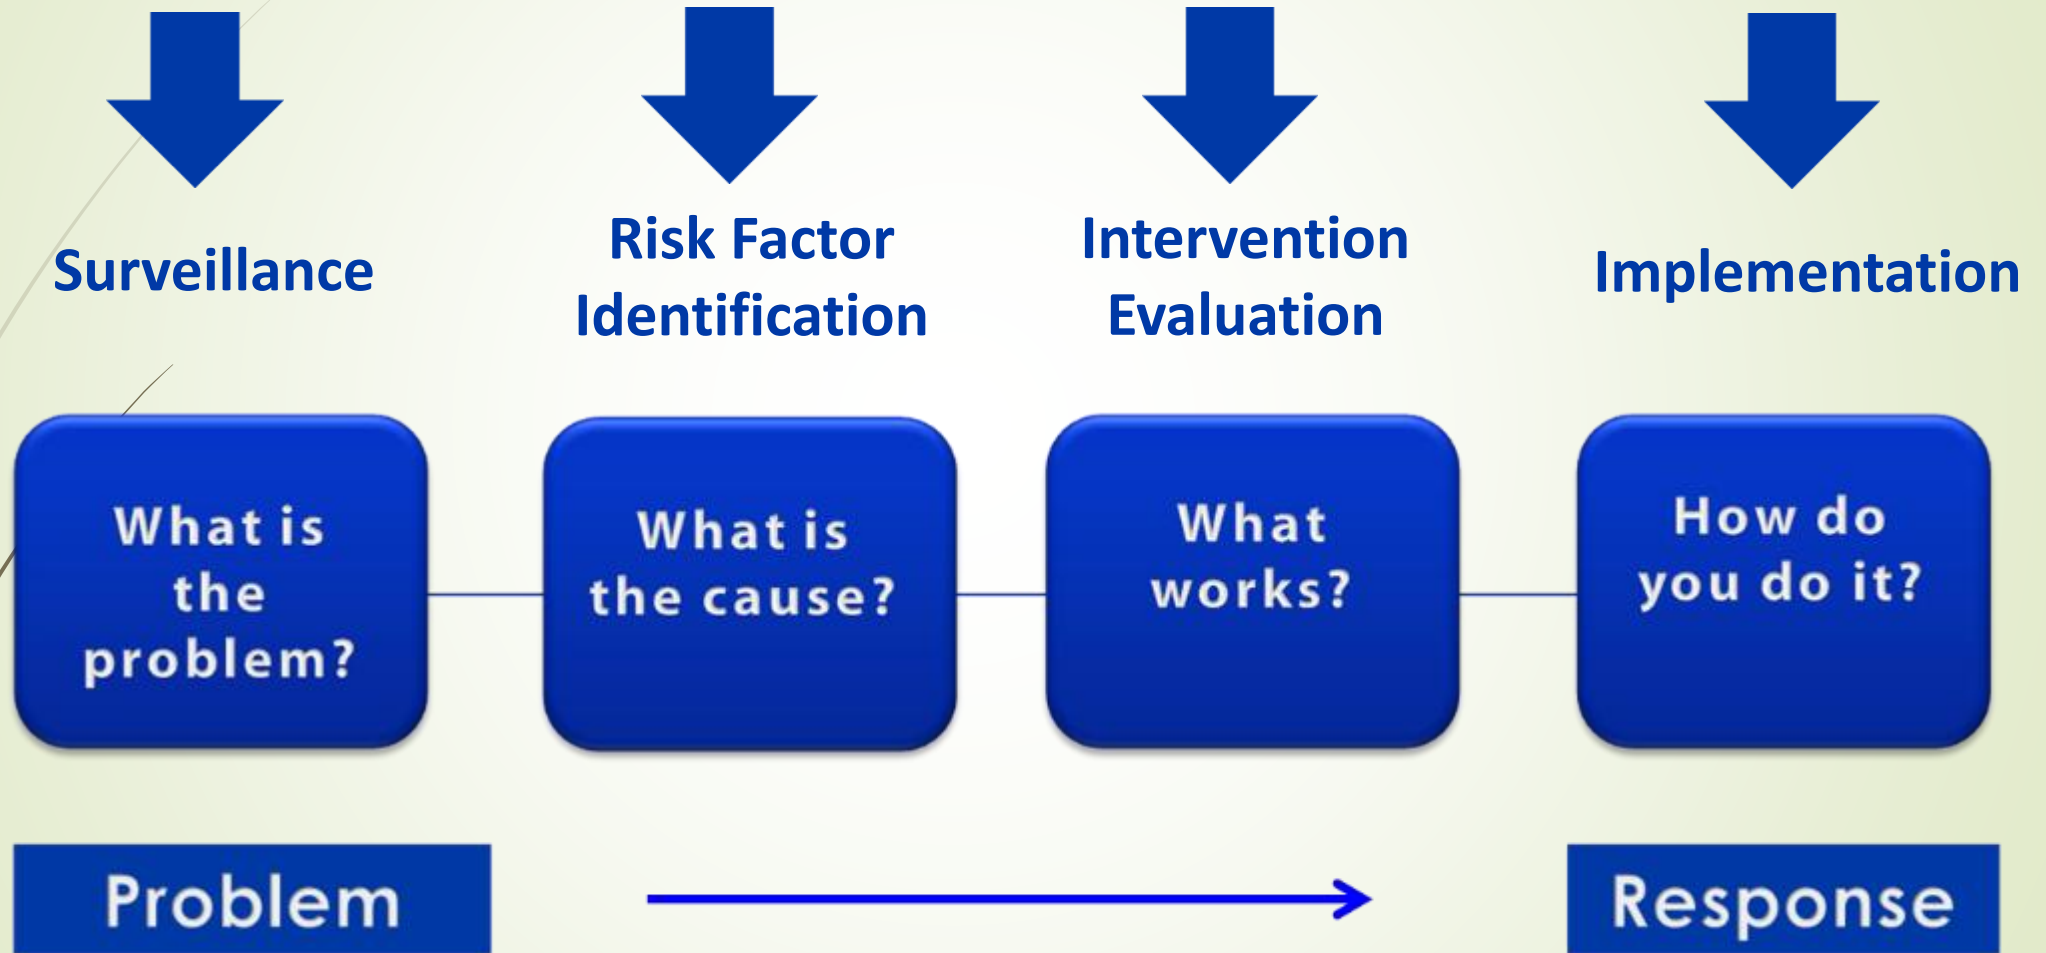 Surveillance
Risk Factor
Identification
Intervention
Evaluation
Implementation
What is
the
problem?
What is
the cause?
What
works?
How do
you do it?
Problem
Response